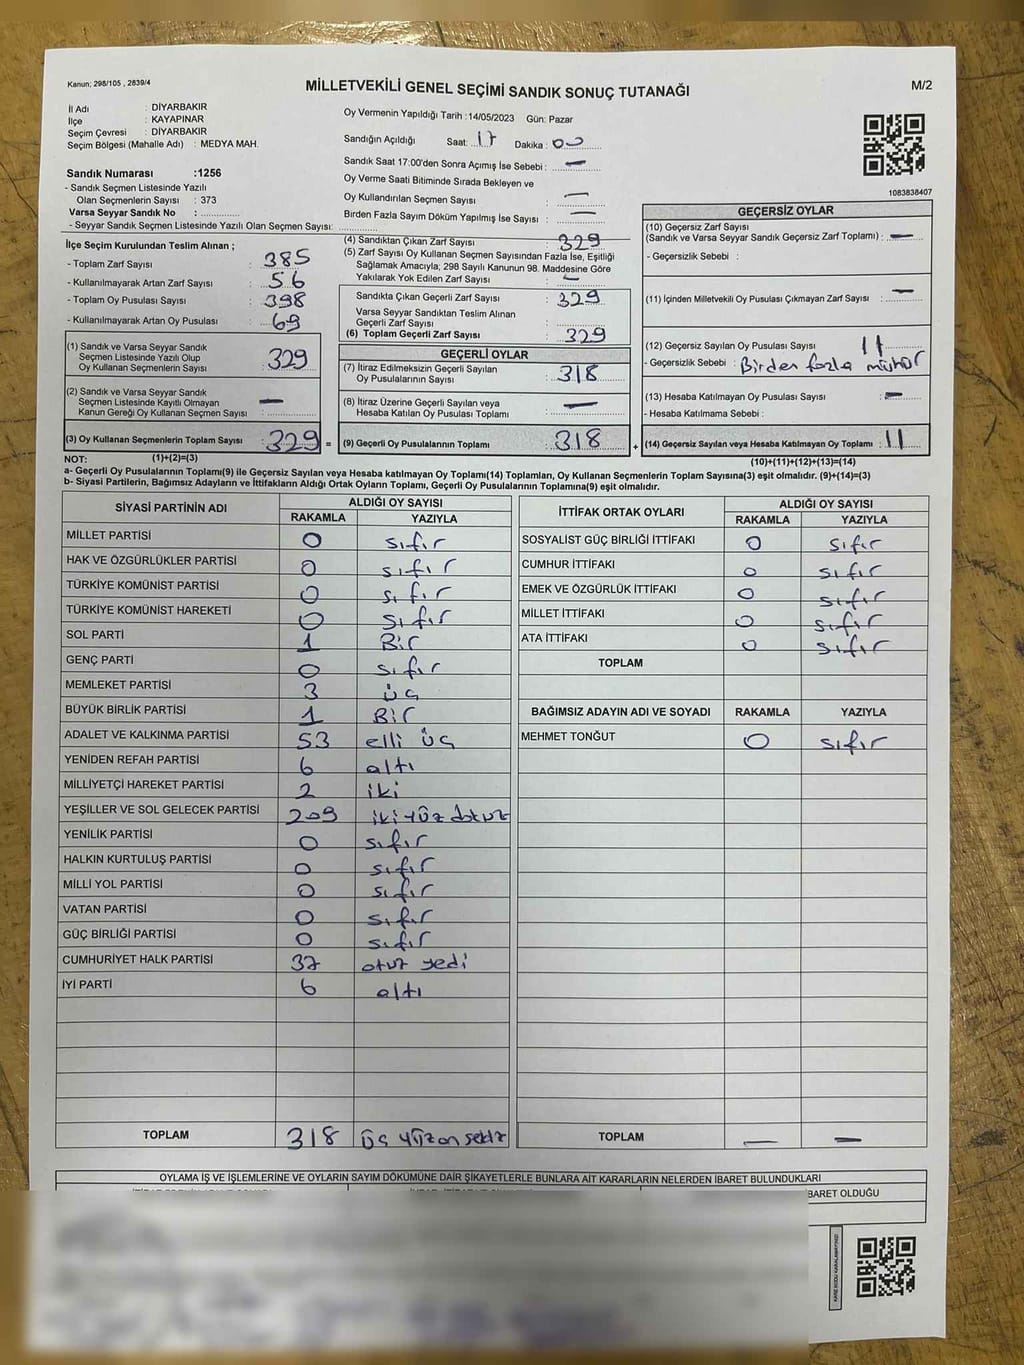 Kanun; 298/105 , 2839/4
MİLLETVEKİLİ GENEL SEÇİMİ SANDIK SONUÇ TUTANAĞI
M/2
İl Adı : DİYARBAKIR
İlçe : KAYAPINAR
Seçim Çevresi : DİYARBAKIR
Seçim Bölgesi (Mahalle Adı) : MEDYA MAH.
Oy Vermenin Yapıldığı Tarih :14/05/2023 Gün: Pazar
Sandığın Açıldığı Saat: 17 Dakika : 00
Sandık Saat 17:00'den Sonra Açımış İse Sebebi : —
Oy Verme Saati Bitiminde Sırada Bekleyen ve
Oy Kullandırılan Seçmen Sayısı : —
Birden Fazla Sayım Döküm Yapılmış İse Sayısı : —
1083838407
Sandık Numarası :1256
- Sandık Seçmen Listesinde Yazılı
Olan Seçmenlerin Sayısı : 373
Varsa Seyyar Sandık No :
- Seyyar Sandık Seçmen Listesinde Yazılı Olan Seçmen Sayısı:
İlçe Seçim Kurulundan Teslim Alınan ;
- Toplam Zarf Sayısı : 385
- Kullanılmayarak Artan Zarf Sayısı : 56
- Toplam Oy Pusulası Sayısı : 398
- Kullanılmayarak Artan Oy Pusulası : 69
(1) Sandık ve Varsa Seyyar Sandık
Seçmen Listesinde Yazılı Olup
Oy Kullanan Seçmenlerin Sayısı : 329
(2) Sandık ve Varsa Seyyar Sandık
Seçmen Listesinde Kayıtlı Olmayan
Kanun Gereği Oy Kullanan Seçmen Sayısı : —
(3) Oy Kullanan Seçmenlerin Toplam Sayısı : 329 =
(4) Sandıktan Çıkan Zarf Sayısı : 329
(5) Zarf Sayısı Oy Kullanan Seçmen Sayısından Fazla İse, Eşitliği
Sağlamak Amacıyla; 298 Sayılı Kanunun 98. Maddesine Göre
Yakılarak Yok Edilen Zarf Sayısı : —
Sandıkta Çıkan Geçerli Zarf Sayısı : 329
Varsa Seyyar Sandıktan Teslim Alınan
Geçerli Zarf Sayısı :
(6) Toplam Geçerli Zarf Sayısı : 329
GEÇERLİ OYLAR
(7) İtiraz Edilmeksizin Geçerli Sayılan
Oy Pusulalarının Sayısı : 318
(8) İtiraz Üzerine Geçerli Sayılan veya
Hesaba Katılan Oy Pusulası Toplamı : —
(9) Geçerli Oy Pusulalarının Toplamı : 318 +
GEÇERSİZ OYLAR
(10) Geçersiz Zarf Sayısı
(Sandık ve Varsa Seyyar Sandık Geçersiz Zarf Toplamı) : —
- Geçersizlik Sebebi :
(11) İçinden Milletvekili Oy Pusulası Çıkmayan Zarf Sayısı : —
(12) Geçersiz Sayılan Oy Pusulası Sayısı : 11
- Geçersizlik Sebebi : Birden fazla mühür
(13) Hesaba Katılmayan Oy Pusulası Sayısı : —
- Hesaba Katılmama Sebebi :
(14) Geçersiz Sayılan veya Hesaba Katılmayan Oy Toplamı : 11
NOT: (1)+(2)=(3)
(10)+(11)+(12)+(13)=(14)
a- Geçerli Oy Pusulalarının Toplamı(9) ile Geçersiz Sayılan veya Hesaba katılmayan Oy Toplamı(14) Toplamları, Oy Kullanan Seçmenlerin Toplam Sayısına(3) eşit olmalıdır. (9)+(14)=(3)
b- Siyasi Partilerin, Bağımsız Adayların ve İttifakların Aldığı Ortak Oyların Toplamı, Geçerli Oy Pusulalarının Toplamına(9) eşit olmalıdır.
SİYASİ PARTİNİN ADI ALDIĞI OY SAYISI
RAKAMLA YAZIYLA
MİLLET PARTİSİ 0 sıfır
HAK VE ÖZGÜRLÜKLER PARTİSİ 0 sıfır
TÜRKİYE KOMÜNİST PARTİSİ 0 sıfır
TÜRKİYE KOMÜNİST HAREKETİ 0 sıfır
SOL PARTİ 1 Bir
GENÇ PARTİ 0 sıfır
MEMLEKET PARTİSİ 3 üç
BÜYÜK BİRLİK PARTİSİ 1 Bir
ADALET VE KALKINMA PARTİSİ 53 elli üç
YENİDEN REFAH PARTİSİ 6 altı
MİLLİYETÇİ HAREKET PARTİSİ 2 iki
YEŞİLLER VE SOL GELECEK PARTİSİ 209 iki yüz dokuz
YENİLİK PARTİSİ 0 sıfır
HALKIN KURTULUŞ PARTİSİ 0 sıfır
MİLLİ YOL PARTİSİ 0 sıfır
VATAN PARTİSİ 0 sıfır
GÜÇ BİRLİĞİ PARTİSİ 0 sıfır
CUMHURİYET HALK PARTİSİ 37 otuz yedi
İYİ PARTİ 6 altı
TOPLAM 318 üç yüz on sekiz
İTTİFAK ORTAK OYLARI ALDIĞI OY SAYISI
RAKAMLA YAZIYLA
SOSYALİST GÜÇ BİRLİĞİ İTTİFAKI 0 sıfır
CUMHUR İTTİFAKI 0 sıfır
EMEK VE ÖZGÜRLÜK İTTİFAKI 0 sıfır
MİLLET İTTİFAKI 0 sıfır
ATA İTTİFAKI 0 sıfır
TOPLAM
BAĞIMSIZ ADAYIN ADI VE SOYADI RAKAMLA YAZIYLA
MEHMET TONĞUT 0 sıfır
TOPLAM — —
OYLAMA İŞ VE İŞLEMLERİNE VE OYLARIN SAYIM DÖKÜMÜNE DAİR ŞİKAYETLERLE BUNLARA AİT KARARLARIN NELERDEN İBARET BULUNDUKLARI
BARET OLDUĞU